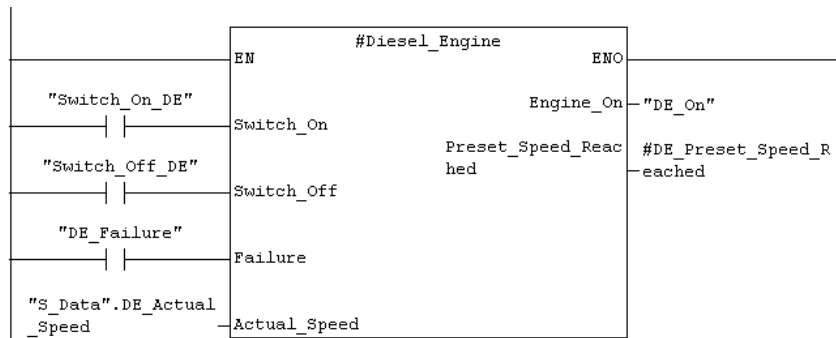 #Diesel_Engine
EN
ENO
"Switch_On_DE"
Engine_On
"DE_On"
Switch_On
Preset_Speed_Reac
hed
#DE_Preset_Speed_R
eached
"Switch_Off_DE"
Switch_Off
"DE_Failure"
Failure
"S_Data".DE_Actual
_Speed
Actual_Speed